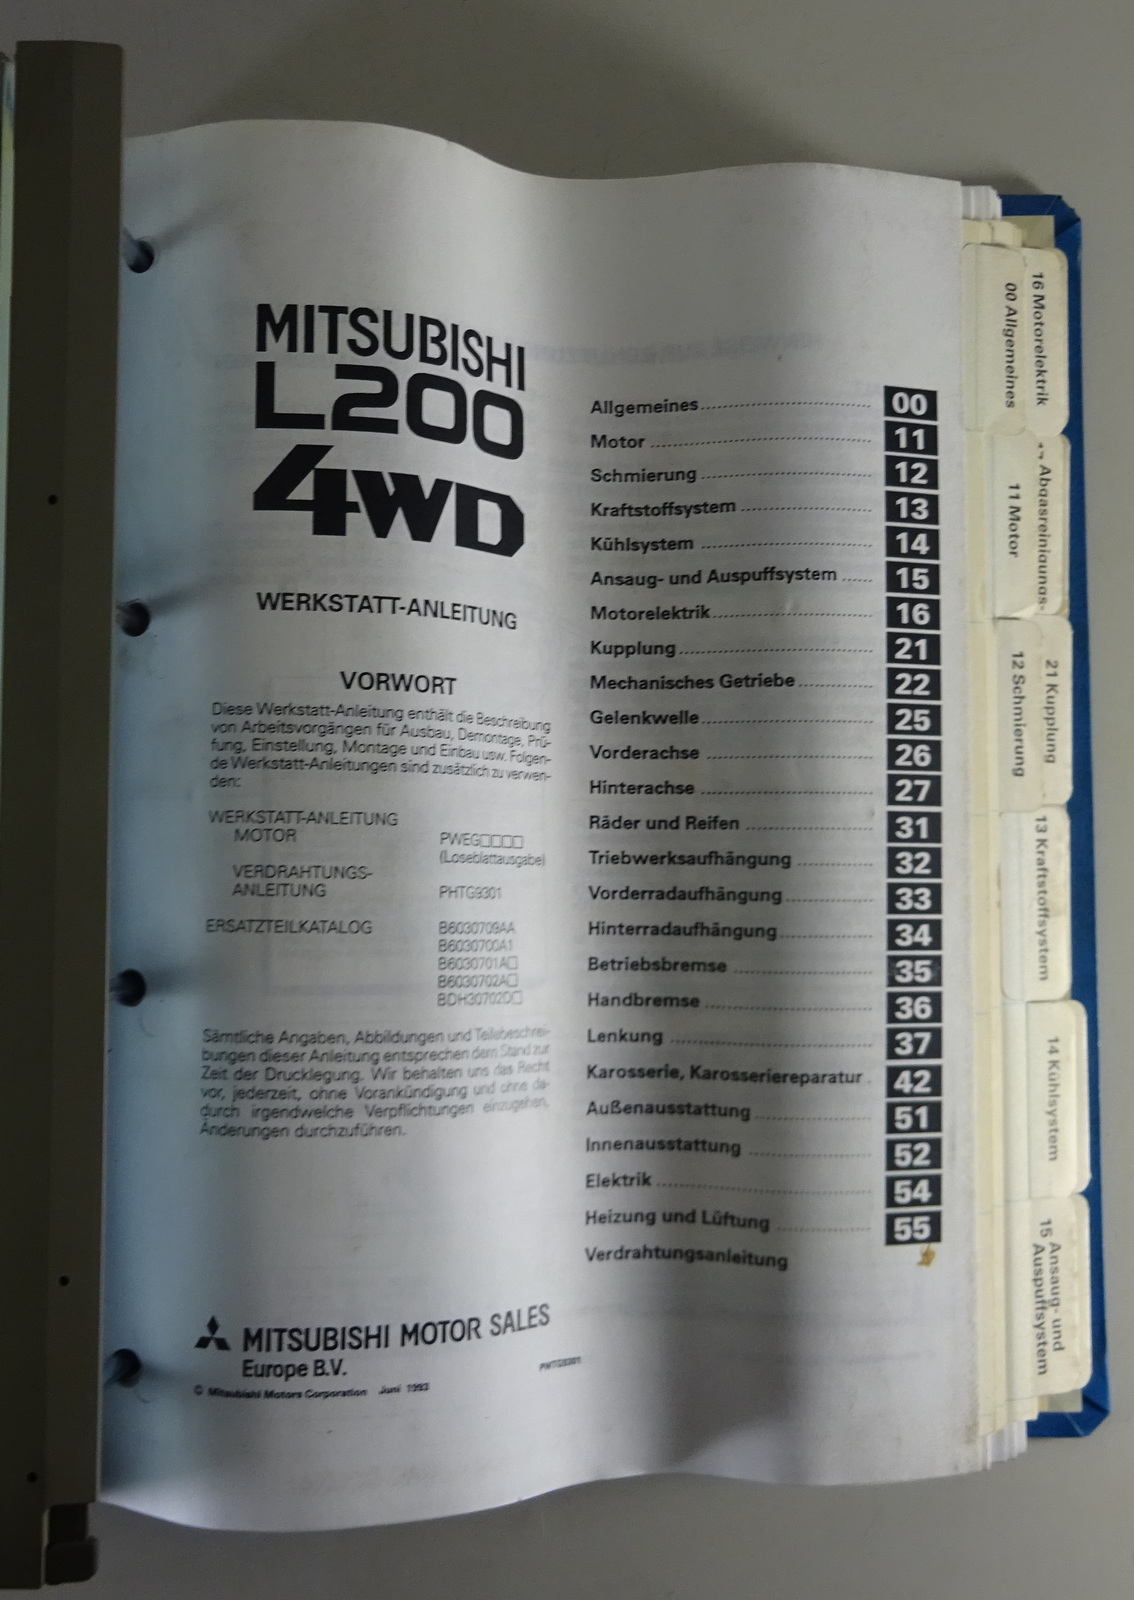 MITSUBISHI
L200
4WD
WERKSTATT-ANLEITUNG
VORWORT
Diese Werkstatt-Anleitung enthält die Beschreibung
von Arbeitsvorgängen für Ausbau, Demontage, Prü-
fung, Einstellung, Montage und Einbau usw. Folgen-
de Werkstatt-Anleitungen sind zusätzlich zu verwen-
den:
WERKSTATT-ANLEITUNG
MOTOR PWEG□□□□
(Loseblattausgabe)
VERDRAHTUNGS-
ANLEITUNG PHTG9301
ERSATZTEILKATALOG B6030709AA
B6030700A1
B6030701A□
B6030702A□
BDH30702D□
Sämtliche Angaben, Abbildungen und Teilebeschrei-
bungen dieser Anleitung entsprechen dem Stand zur
Zeit der Drucklegung. Wir behalten uns das Recht
vor, jederzeit, ohne Vorankündigung und ohne da-
durch irgendwelche Verpflichtungen einzugehen,
Änderungen durchzuführen.
MITSUBISHI MOTOR SALES
Europe B.V.
© Mitsubishi Motors Corporation Juni 1993
PHTG9301
Allgemeines 00
Motor 11
Schmierung 12
Kraftstoffsystem 13
Kühlsystem 14
Ansaug- und Auspuffsystem 15
Motorelektrik 16
Kupplung 21
Mechanisches Getriebe 22
Gelenkwelle 25
Vorderachse 26
Hinterachse 27
Räder und Reifen 31
Triebwerksaufhängung 32
Vorderradaufhängung 33
Hinterradaufhängung 34
Betriebsbremse 35
Handbremse 36
Lenkung 37
Karosserie, Karosseriereparatur 42
Außenausstattung 51
Innenausstattung 52
Elektrik 54
Heizung und Lüftung 55
Verdrahtungsanleitung
16 Motorelektrik
00 Allgemeines
Abgasreinigungs-
11 Motor
21 Kupplung
12 Schmierung
13 Kraftstoffsystem
14 Kühlsystem
15 Ansaug- und
Auspuffsystem